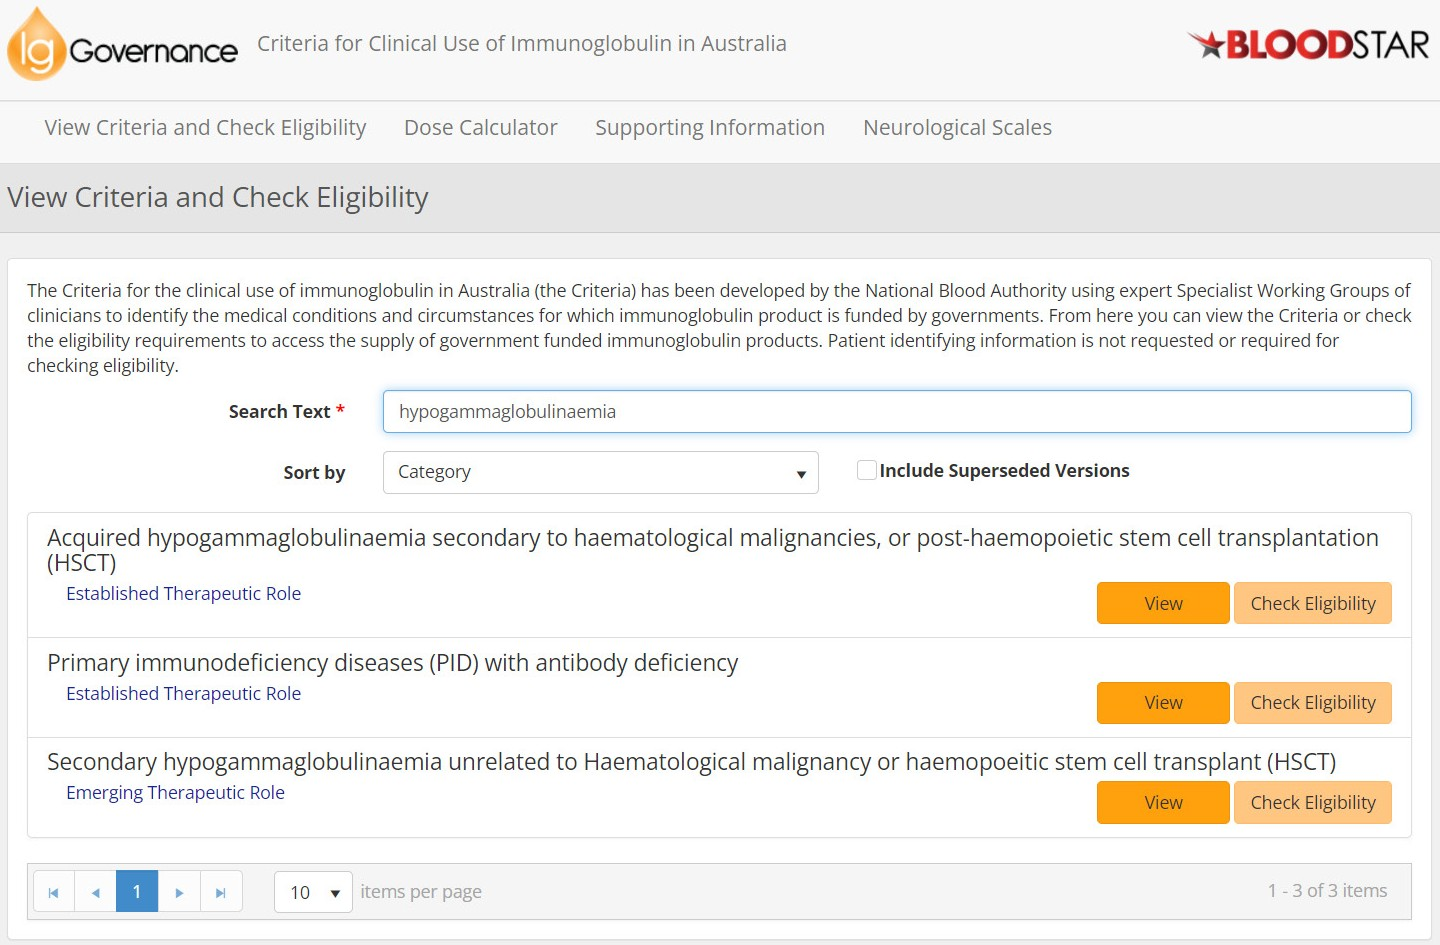 Ig Governance
Criteria for Clinical Use of Immunoglobulin in Australia
BLOODSTAR
View Criteria and Check Eligibility
Dose Calculator
Supporting Information
Neurological Scales
View Criteria and Check Eligibility
The Criteria for the clinical use of immunoglobulin in Australia (the Criteria) has been developed by the National Blood Authority using expert Specialist Working Groups of
clinicians to identify the medical conditions and circumstances for which immunoglobulin product is funded by governments. From here you can view the Criteria or check
the eligibility requirements to access the supply of government funded immunoglobulin products. Patient identifying information is not requested or required for
checking eligibility.
Search Text *
hypogammaglobulinaemia
Sort by
Category
Include Superseded Versions
Acquired hypogammaglobulinaemia secondary to haematological malignancies, or post-haemopoietic stem cell transplantation
(HSCT)
Established Therapeutic Role
View
Check Eligibility
Primary immunodeficiency diseases (PID) with antibody deficiency
Established Therapeutic Role
View
Check Eligibility
Secondary hypogammaglobulinaemia unrelated to Haematological malignancy or haemopoeitic stem cell transplant (HSCT)
Emerging Therapeutic Role
View
Check Eligibility
1
10
items per page
1 - 3 of 3 items